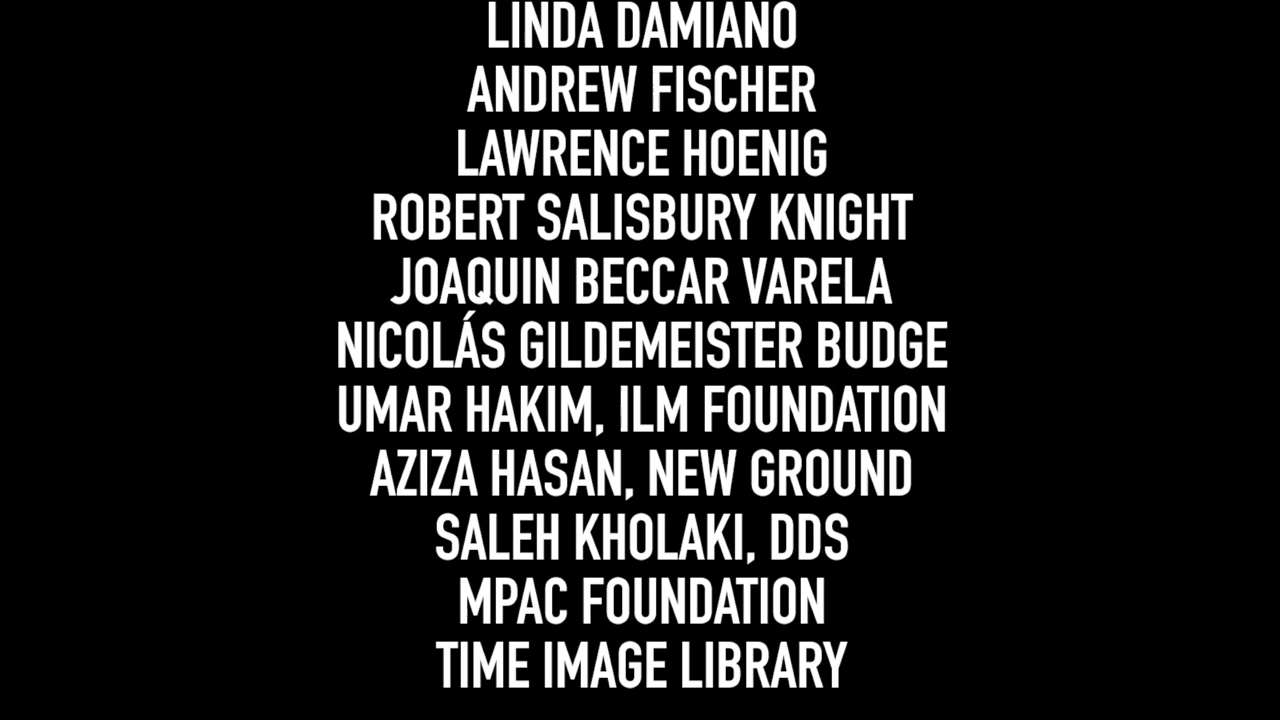 LINDA DAMIANO
ANDREW FISCHER
LAWRENCE HOENIG
ROBERT SALISBURY KNIGHT
JOAQUIN BECCAR VARELA
NICOLÁS GILDEMEISTER BUDGE
UMAR HAKIM, ILM FOUNDATION
AZIZA HASAN, NEW GROUND
SALEH KHOLAKI, DDS
MPAC FOUNDATION
TIME IMAGE LIBRARY